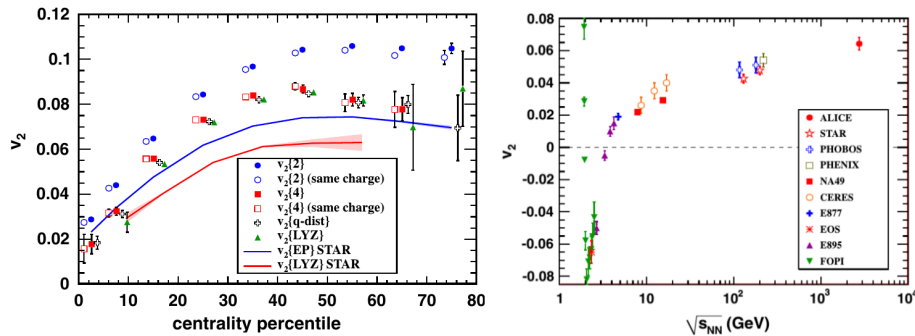 v₂
0.12
0.1
0.08
0.06
0.04
0.02
0
0 10 20 30 40 50 60 70 80
centrality percentile
v₂{2}
v₂{2} (same charge)
v₂{4}
v₂{4} (same charge)
v₂{q-dist}
v₂{LYZ}
v₂{EP} STAR
v₂{LYZ} STAR
v₂
0.08
0.06
0.04
0.02
0
-0.02
-0.04
-0.06
-0.08
1 10 10² 10³ 10⁴
√sNN (GeV)
ALICE
STAR
PHOBOS
PHENIX
NA49
CERES
E877
EOS
E895
FOPI